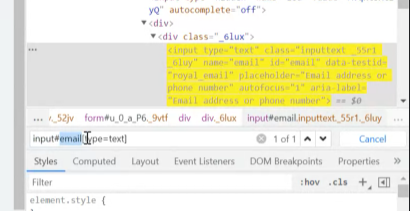 yQ" autocomplete="off">
▼<div>
▼<div class="_6lux">
... <input type="text" class="inputtext _55r1
_6luy" name="email" id="email" data-testid=
"royal_email" placeholder="Email address or
phone number" autofocus="1" aria-label=
"Email address or phone number"> == $0
... ._52jv form#u_0_a_P6._9vtf div div._6lux input#email.inputtext._55r1._6luy ...
input#email[type=text] 1 of 1 Cancel
Styles Computed Layout Event Listeners DOM Breakpoints Properties »
Filter :hov .cls +
element.style {